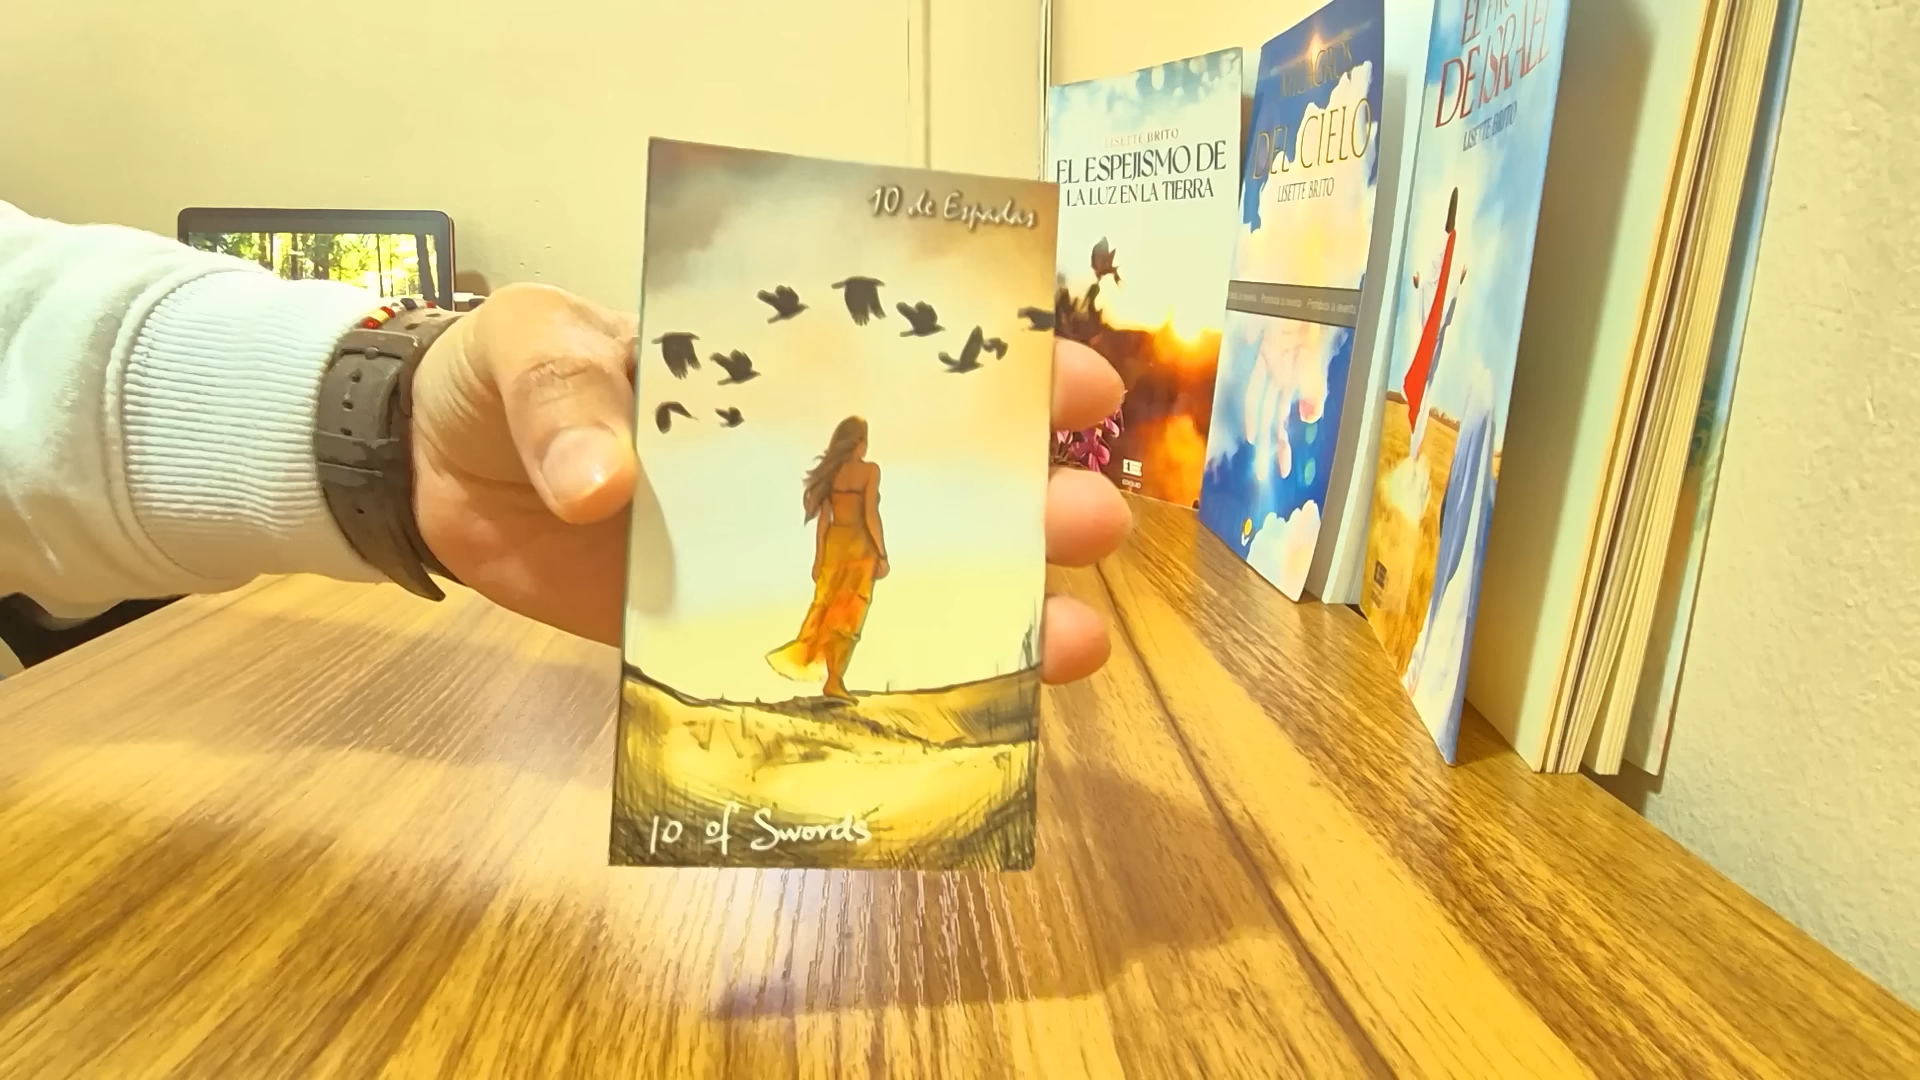 10 de Espadas
10 of Swords
LISETTE BRITO
EL ESPEJISMO DE
LA LUZ EN LA TIERRA
MILAGROS
DEL CIELO
LISETTE BRITO
DE ISRAEL
LISETTE BRITO